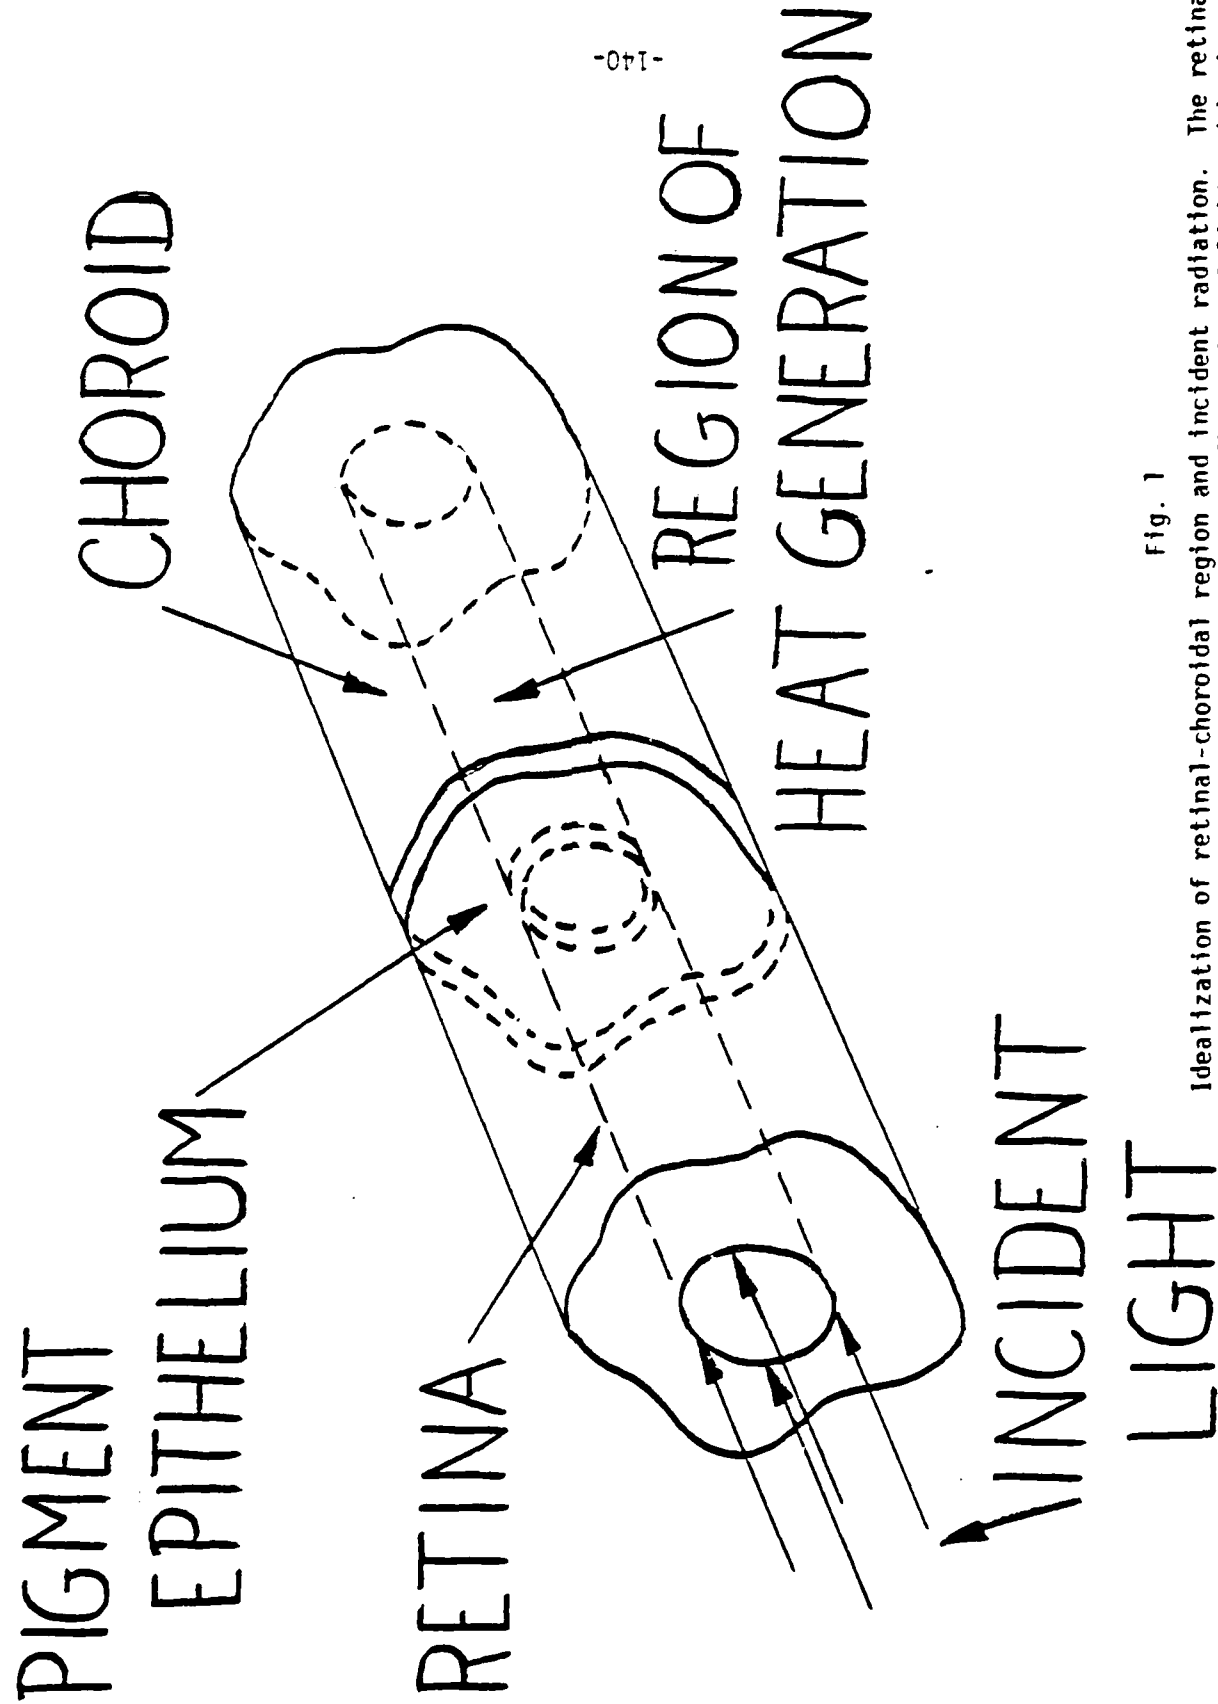 PIGMENT
EPITHELIUM
CHOROID
RETINA
REGION OF
HEAT GENERATION
INCIDENT
LIGHT
-140-
Fig. 1
Idealization of retinal-choroidal region and incident radiation. The retina